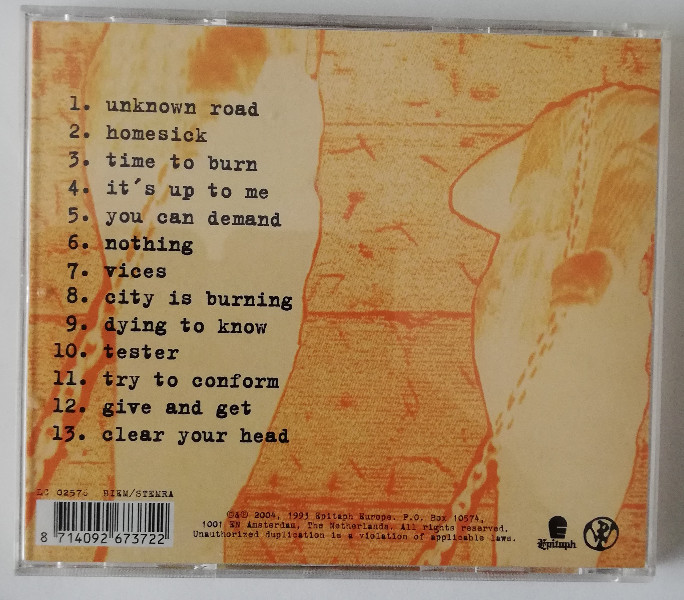 1. unknown road
2. homesick
3. time to burn
4. it's up to me
5. you can demand
6. nothing
7. vices
8. city is burning
9. dying to know
10. tester
11. try to conform
12. give and get
13. clear your head
LC 02576 BIEM/STEMRA
8 714092 673722
©&℗ 2004, 1993 Epitaph Europe. P.O. Box 10574,
1001 EN Amsterdam, The Netherlands. All rights reserved.
Unauthorized duplication is a violation of applicable laws.
Epitaph